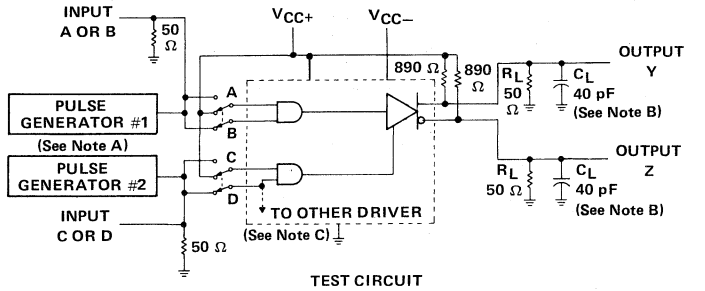 INPUT
A OR B
50
Ω
VCC+
VCC−
890 Ω
890
Ω
RL
50
Ω
CL
40 pF
(See Note B)
OUTPUT
Y
A
B
PULSE
GENERATOR #1
(See Note A)
PULSE
GENERATOR #2
C
D
INPUT
C OR D
50 Ω
TO OTHER DRIVER
(See Note C)
RL
50 Ω
CL
40 pF
(See Note B)
OUTPUT
Z
TEST CIRCUIT